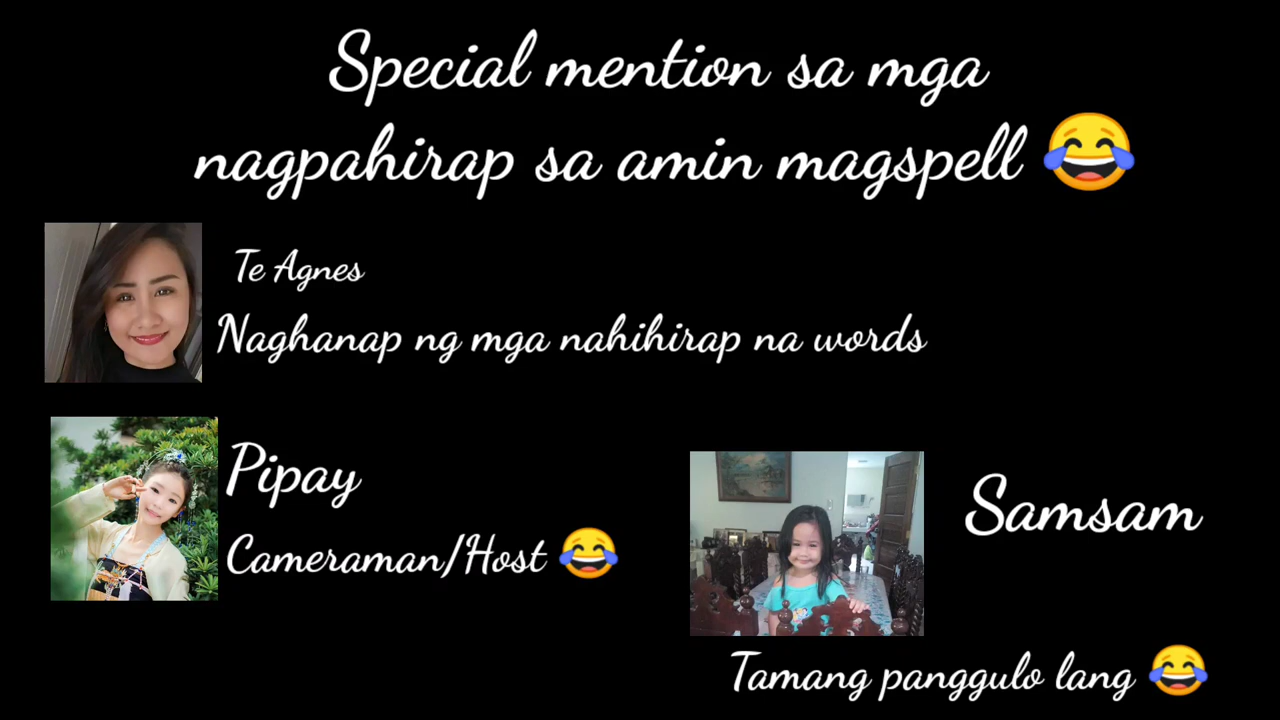 Special mention sa mga
nagpahirap sa amin magspell 😂
Te Agnes
Naghanap ng mga nahihirap na words
Pipay
Cameraman/Host 😂
Samsam
Tamang panggulo lang 😂